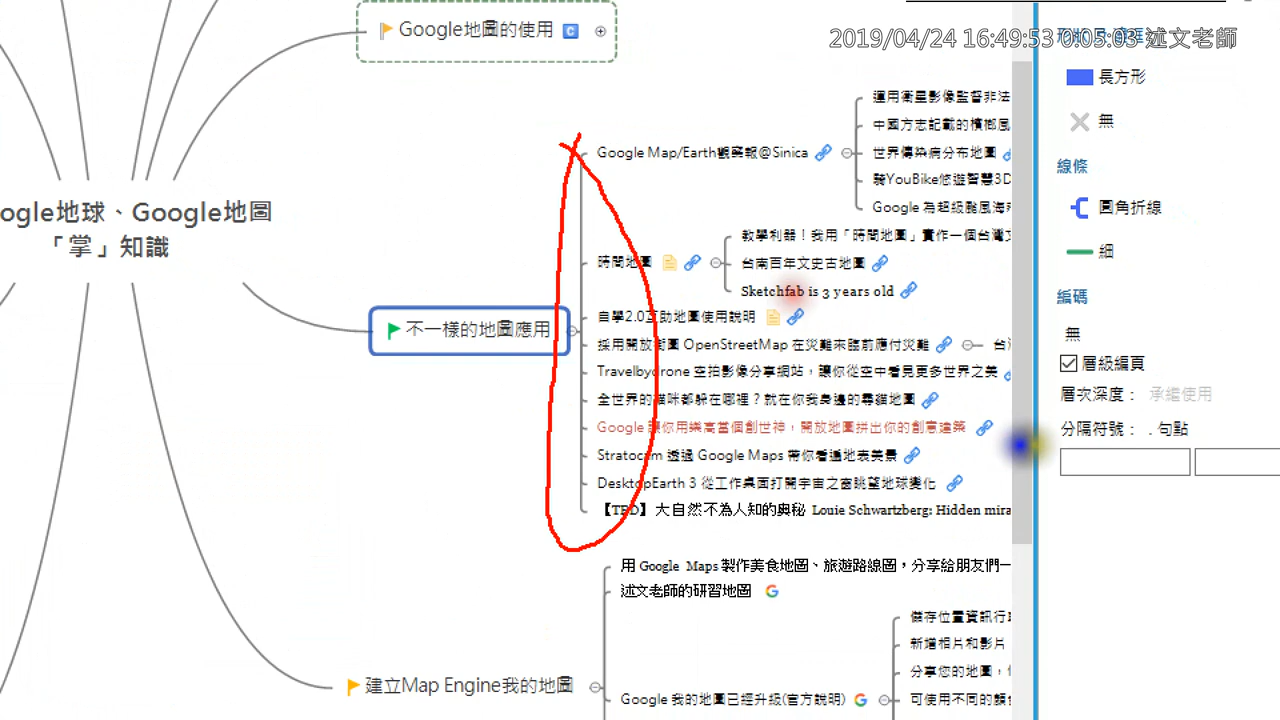 Google地圖的使用 C
2019/04/24 16:49:53 0:05:03 述文老師
長方形
無
線條
圓角折線
細
編碼
無
層級編頁
層次深度： 承繼使用
分隔符號： . 句點
ogle地球、Google地圖
「掌」知識
不一樣的地圖應用
Google Map/Earth觀察報@Sinica
運用衛星影像監督非法
中國方志記載的檳榔風
世界傳染病分布地圖
騎YouBike悠遊智慧3D
Google 為超級颱風海
時間地圖
教學利器！我用「時間地圖」實作一個台灣文
台南百年文史古地圖
Sketchfab is 3 years old
自學2.0互助地圖使用說明
採用開放街圖 OpenStreetMap 在災難來臨前應付災難
Travelbydrone 空拍影像分享網站，讓你從空中看見更多世界之美
全世界的貓咪都躲在哪裡？就在你我身邊的尋貓地圖
Google 讓你用樂高當個創世神，開放地圖拼出你的創意建築
Stratocam 透過 Google Maps 帶你看遍地表美景
DesktopEarth 3 從工作桌面打開宇宙之窗眺望地球變化
【TED】大自然不為人知的奧秘 Louie Schwartzberg: Hidden mira
建立Map Engine我的地圖
用 Google Maps 製作美食地圖、旅遊路線圖，分享給朋友們一
述文老師的研習地圖
Google 我的地圖已經升級(官方說明)
儲存位置資訊行
新增相片和影片
分享您的地圖，
可使用不同的顏